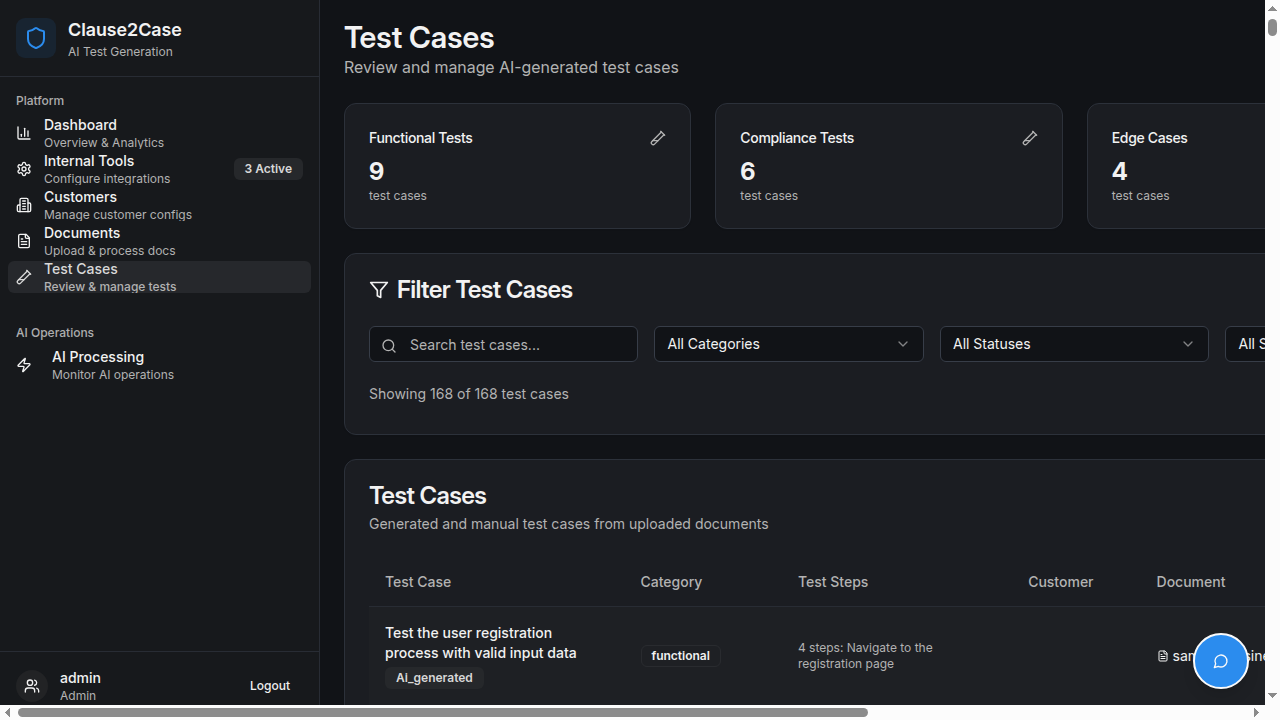 Clause2Case
AI Test Generation
Platform
Dashboard
Overview & Analytics
Internal Tools
Configure integrations
3 Active
Customers
Manage customer configs
Documents
Upload & process docs
Test Cases
Review & manage tests
AI Operations
AI Processing
Monitor AI operations
admin
Admin
Logout
Test Cases
Review and manage AI-generated test cases
Functional Tests
9
test cases
Compliance Tests
6
test cases
Edge Cases
4
test cases
Filter Test Cases
Search test cases...
All Categories
All Statuses
All S
Showing 168 of 168 test cases
Test Cases
Generated and manual test cases from uploaded documents
Test Case Category Test Steps Customer Document
Test the user registration
process with valid input data
AI_generated
functional
4 steps: Navigate to the
registration page